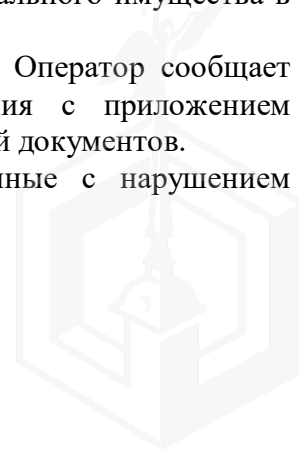 ального имущества в
Оператор сообщает
ия с приложением
й документов.
нные с нарушением